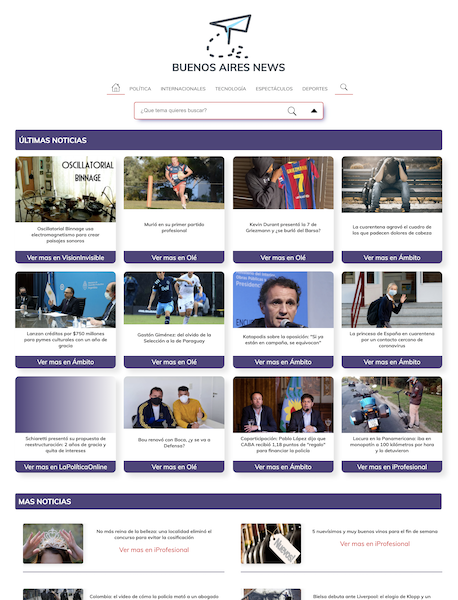 BUENOS AIRES NEWS
POLÍTICA INTERNACIONALES TECNOLOGÍA ESPECTÁCULOS DEPORTES
¿Que tema quieres buscar?
ÚLTIMAS NOTICIAS
OSCILLATORIAL
BINNAGE
Oscillatorial Binnage usa
electromagnetismo para crear
paisajes sonoros
Ver mas en VisionInvisible
Murió en su primer partido
profesional
Ver mas en Olé
Kevin Durant presentó la 7 de
Griezmann y ¿se burló del Barsa?
Ver mas en Olé
La cuarentena agravó el cuadro de
los que padecen dolores de cabeza
Ver mas en Ámbito
Lanzan créditos por $750 millones
para pymes culturales con un año de
gracia
Ver mas en Ámbito
Gastón Giménez: del olvido de la
Selección a la de Paraguay
Ver mas en Olé
Katopodis sobre la oposición: "Si ya
están en campaña, se equivocan"
Ver mas en Ámbito
La princesa de España en cuarentena
por un contacto cercano de
coronavirus
Ver mas en Ámbito
Schiaretti presentó su propuesta de
reestructuración: 2 años de gracia y
quita de intereses
Ver mas en LaPolíticaOnline
Bou renovó con Boca, ¿y se va a
Defensa?
Ver mas en Olé
Coparticipación: Pablo López dijo que
CABA recibió 1,18 puntos de "regalo"
para financiar la policía
Ver mas en Ámbito
Locura en la Panamericana: iba en
monopatín a 100 kilómetros por hora
y lo detuvieron
Ver mas en iProfesional
MAS NOTICIAS
No más reina de la belleza: una localidad eliminó el
concurso para evitar la cosificación
Ver mas en iProfesional
Nuevos!
5 nuevísimos y muy buenos vinos para el fin de semana
Ver mas en iProfesional
Colombia: el video de cómo la policía mató a un abogado
Bielsa debuta ante Liverpool: el elogio de Klopp y un